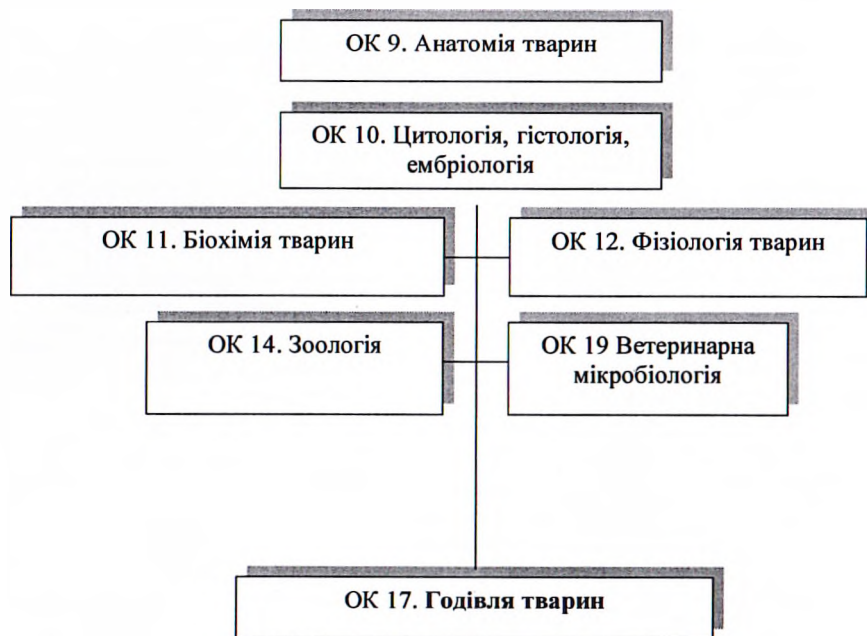 ОК 9. Анатомія тварин
ОК 10. Цитологія, гістологія,
ембріологія
ОК 11. Біохімія тварин
ОК 12. Фізіологія тварин
ОК 14. Зоологія
ОК 19 Ветеринарна
мікробіологія
ОК 17. Годівля тварин